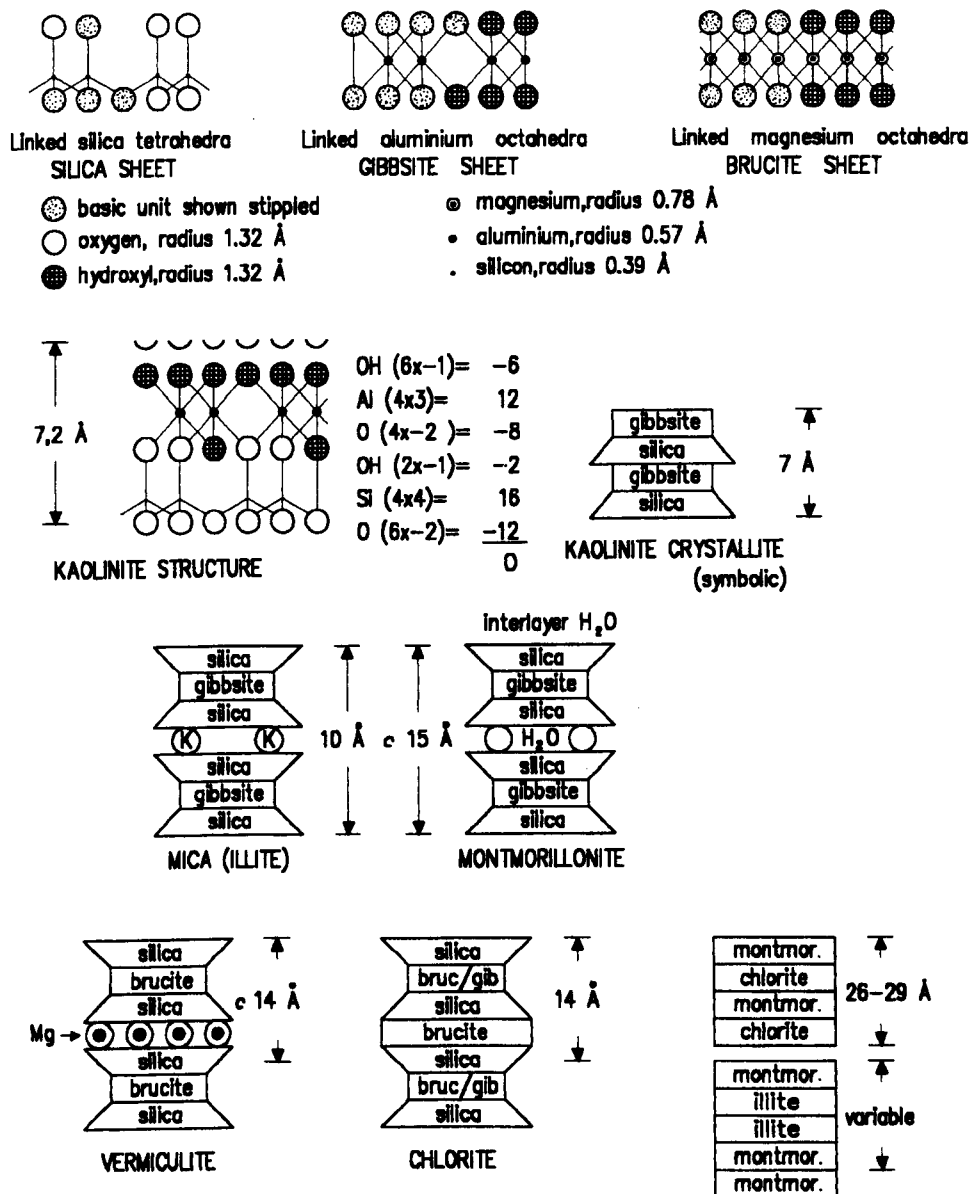 Linked silica tetrahedra
SILICA SHEET
Linked aluminium octahedra
GIBBSITE SHEET
Linked magnesium octahedra
BRUCITE SHEET
basic unit shown stippled
oxygen, radius 1.32 Å
hydroxyl,radius 1.32 Å
magnesium,radius 0.78 Å
aluminium,radius 0.57 Å
silicon,radius 0.39 Å
7,2 Å
OH (6x-1)= -6
Al (4x3)= 12
O (4x-2 )= -8
OH (2x-1)= -2
Si (4x4)= 16
O (6x-2)= -12
0
KAOLINITE STRUCTURE
gibbsite
silica
gibbsite
silica
7 Å
KAOLINITE CRYSTALLITE
(symbolic)
silica
gibbsite
silica
K K
silica
gibbsite
silica
10 Å
MICA (ILLITE)
c 15 Å
interlayer H₂O
silica
gibbsite
silica
H₂O
silica
gibbsite
silica
MONTMORILLONITE
silica
brucite
silica
Mg→
silica
brucite
silica
c 14 Å
VERMICULITE
silica
bruc/gib
silica
brucite
silica
bruc/gib
silica
14 Å
CHLORITE
montmor.
chlorite
montmor.
chlorite
26-29 Å
montmor.
illite
illite
montmor.
montmor.
variable